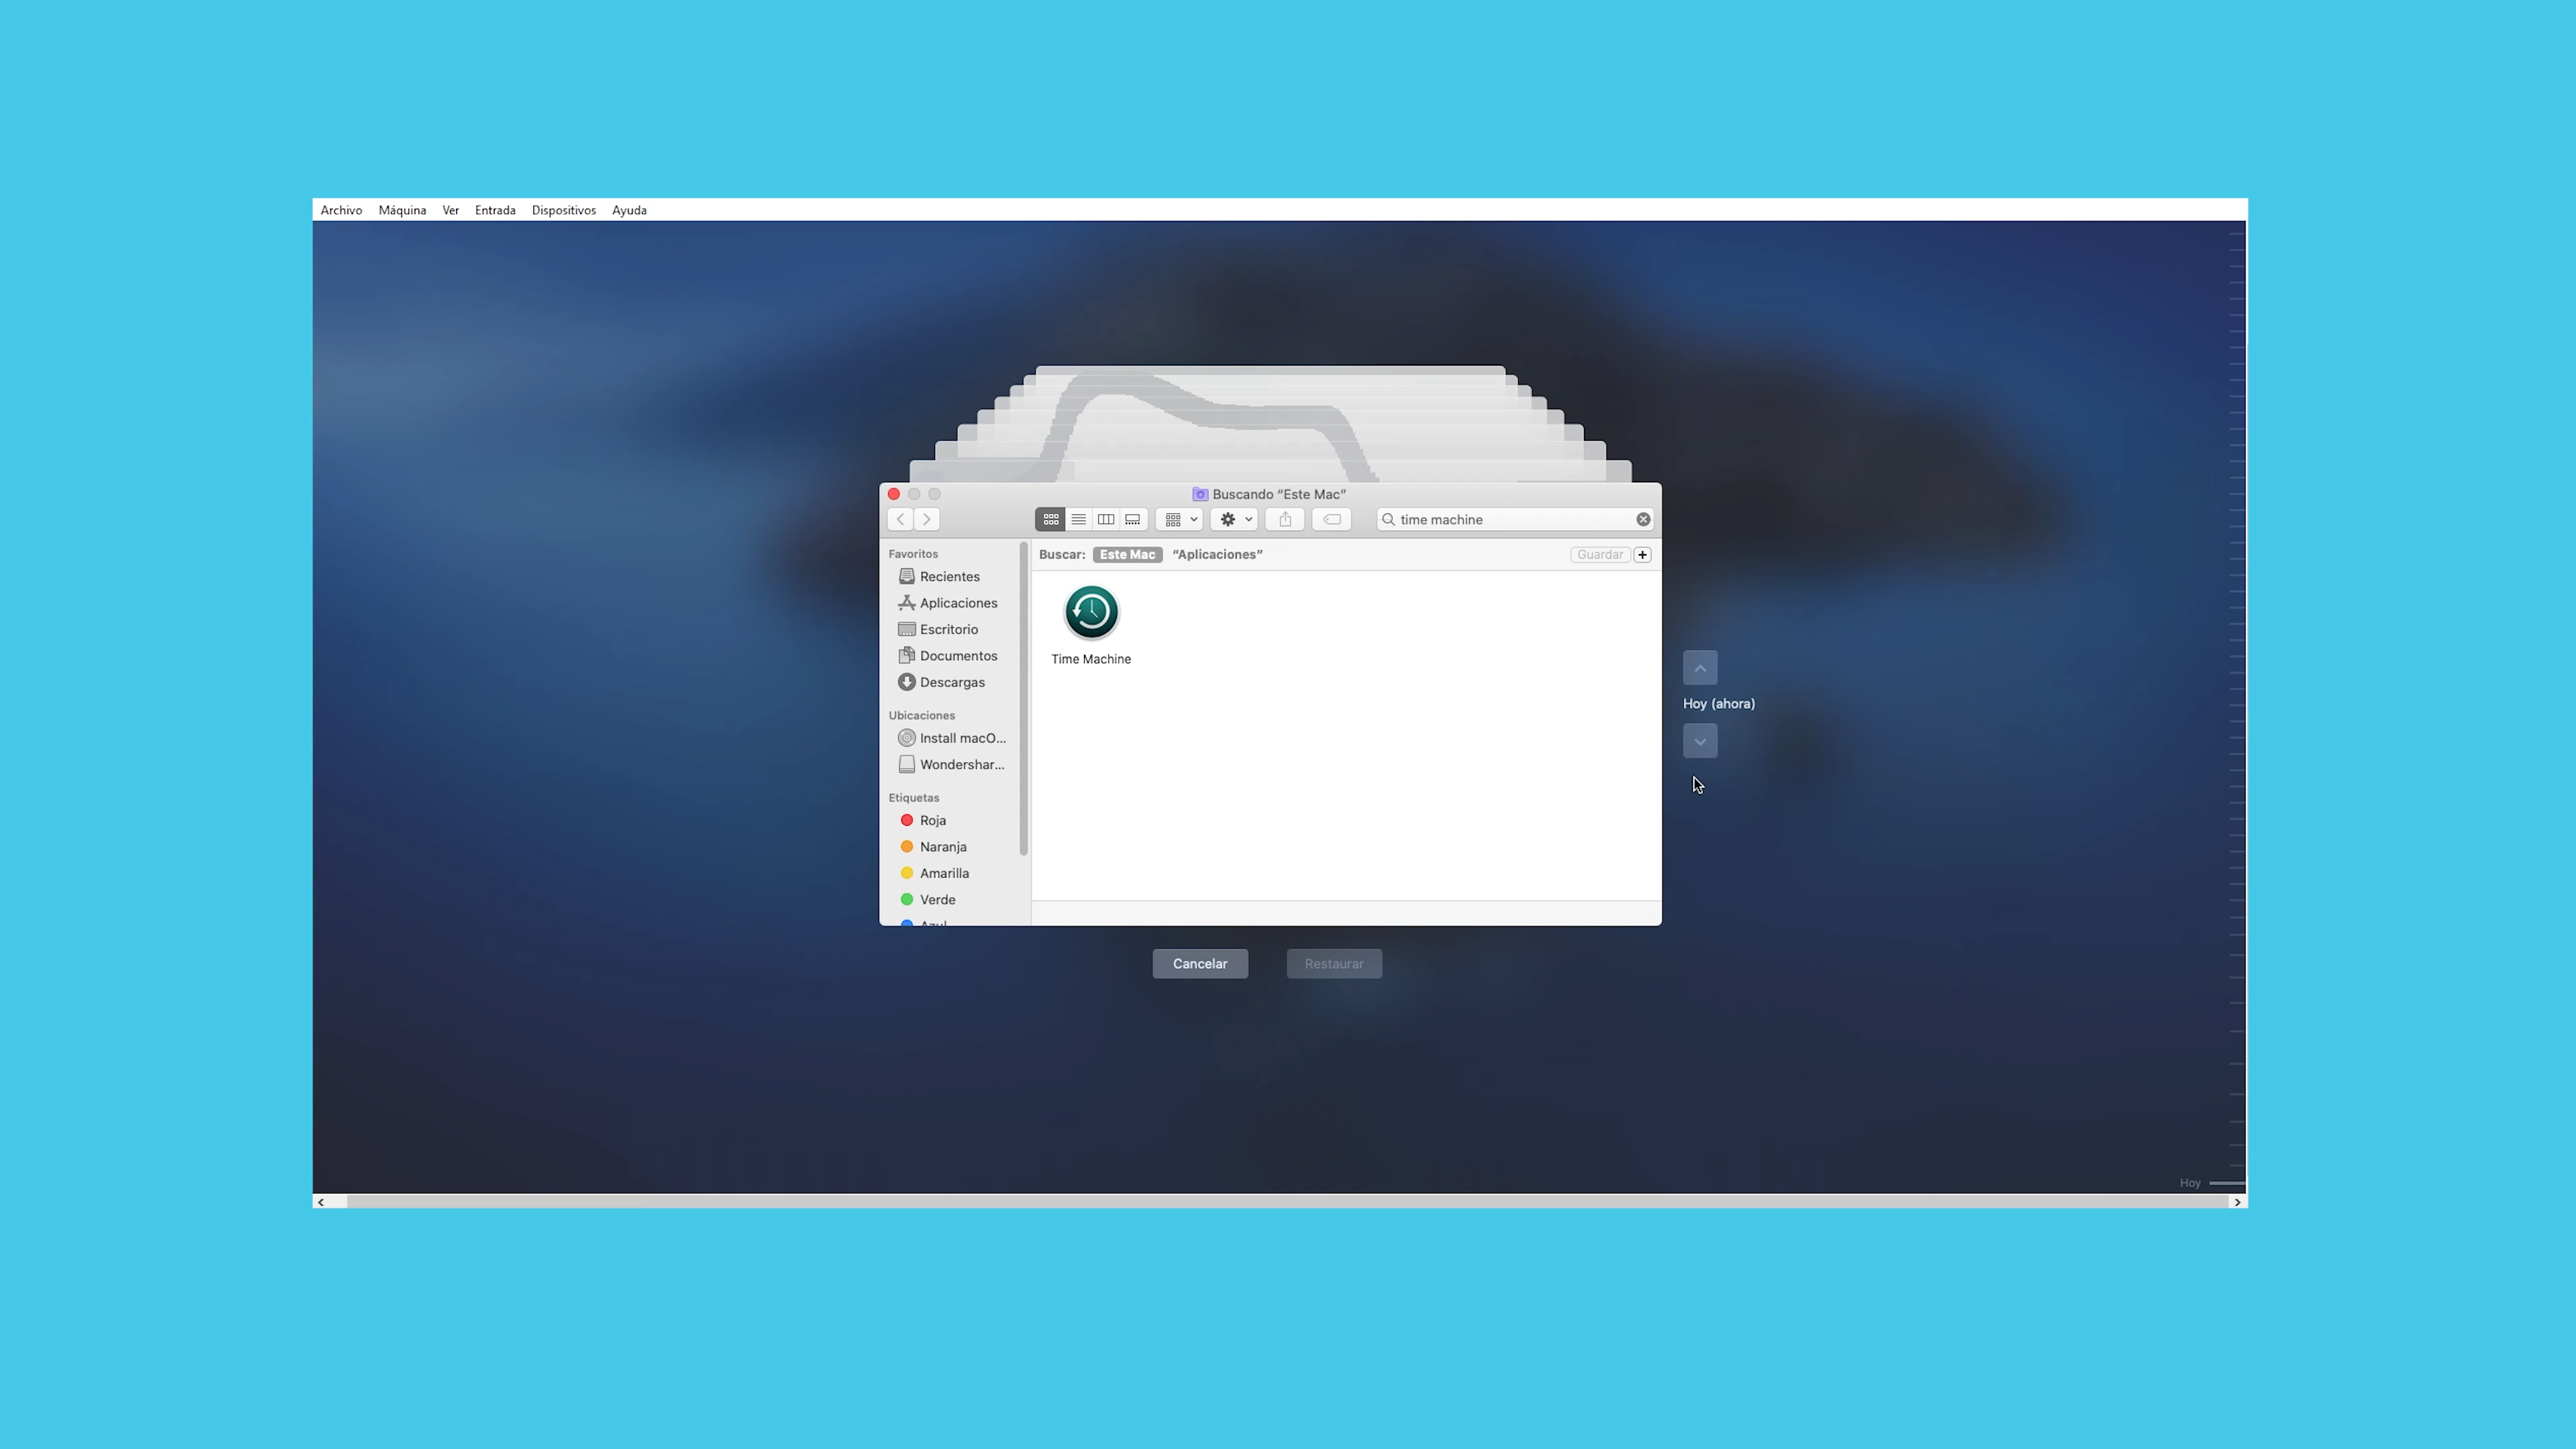 Archivo Máquina Ver Entrada Dispositivos Ayuda
Buscando “Este Mac”
time machine
Favoritos
Buscar: Este Mac “Aplicaciones” Guardar +
Recientes
Aplicaciones
Escritorio
Documentos
Descargas
Time Machine
Hoy (ahora)
Ubicaciones
Install macO...
Wondershar...
Etiquetas
Roja
Naranja
Amarilla
Verde
Azul
Cancelar Restaurar
Hoy